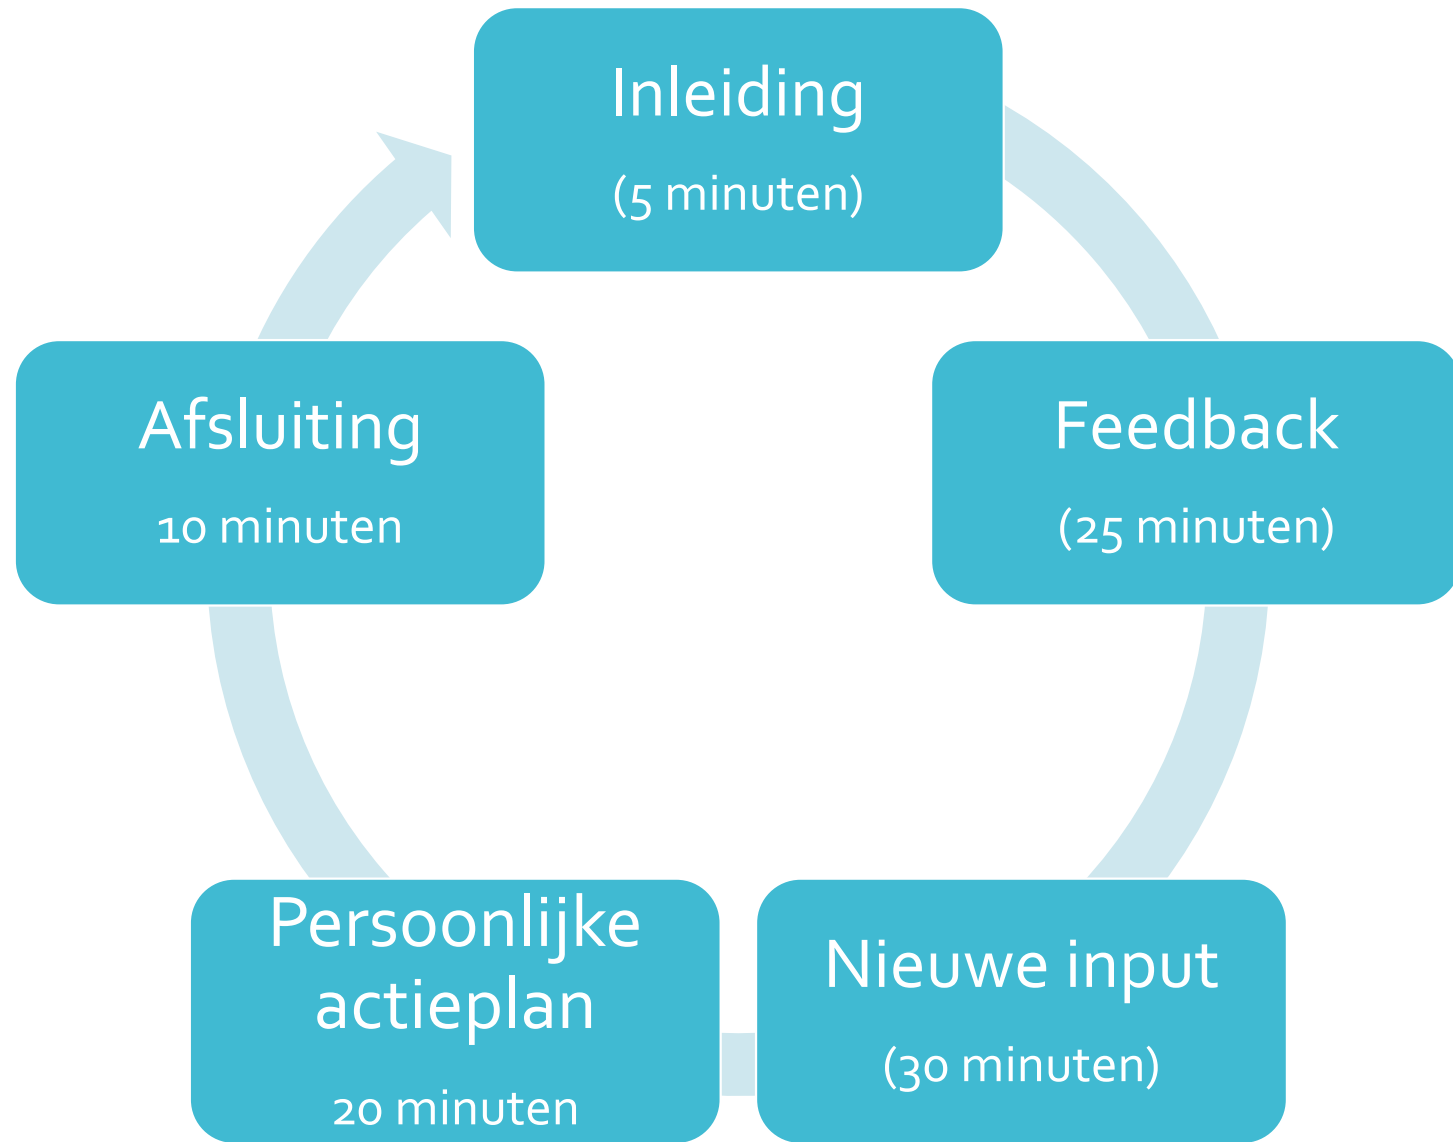 Inleiding
(5 minuten)
Feedback
(25 minuten)
Nieuwe input
(30 minuten)
Persoonlijke
actieplan
20 minuten
Afsluiting
10 minuten